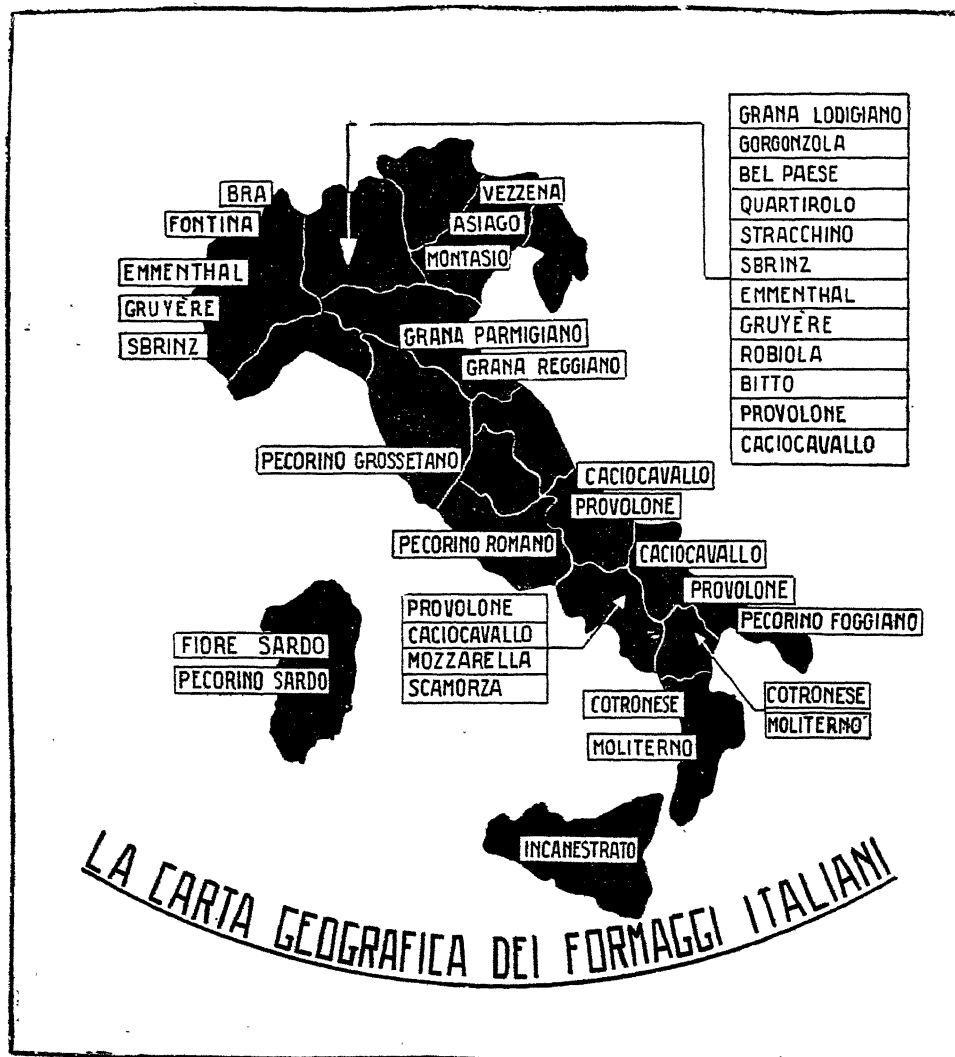 GRANA LODIGIANO
GORGONZOLA
BEL PAESE
QUARTIROLO
STRACCHINO
SBRINZ
EMMENTHAL
GRUYÈRE
ROBIOLA
BITTO
PROVOLONE
CACIOCAVALLO
BRA
FONTINA
EMMENTHAL
GRUYÈRE
SBRINZ
VEZZENA
ASIAGO
MONTASIO
GRANA PARMIGIANO
GRANA REGGIANO
PECORINO GROSSETANO
CACIOCAVALLO
PROVOLONE
PECORINO ROMANO
CACIOCAVALLO
PROVOLONE
PECORINO FOGGIANO
PROVOLONE
CACIOCAVALLO
MOZZARELLA
SCAMORZA
FIORE SARDO
PECORINO SARDO
COTRONESE
MOLITERNO
COTRONESE
MOLITERNO
INCANESTRATO
LA CARTA GEOGRAFICA DEI FORMAGGI ITALIANI